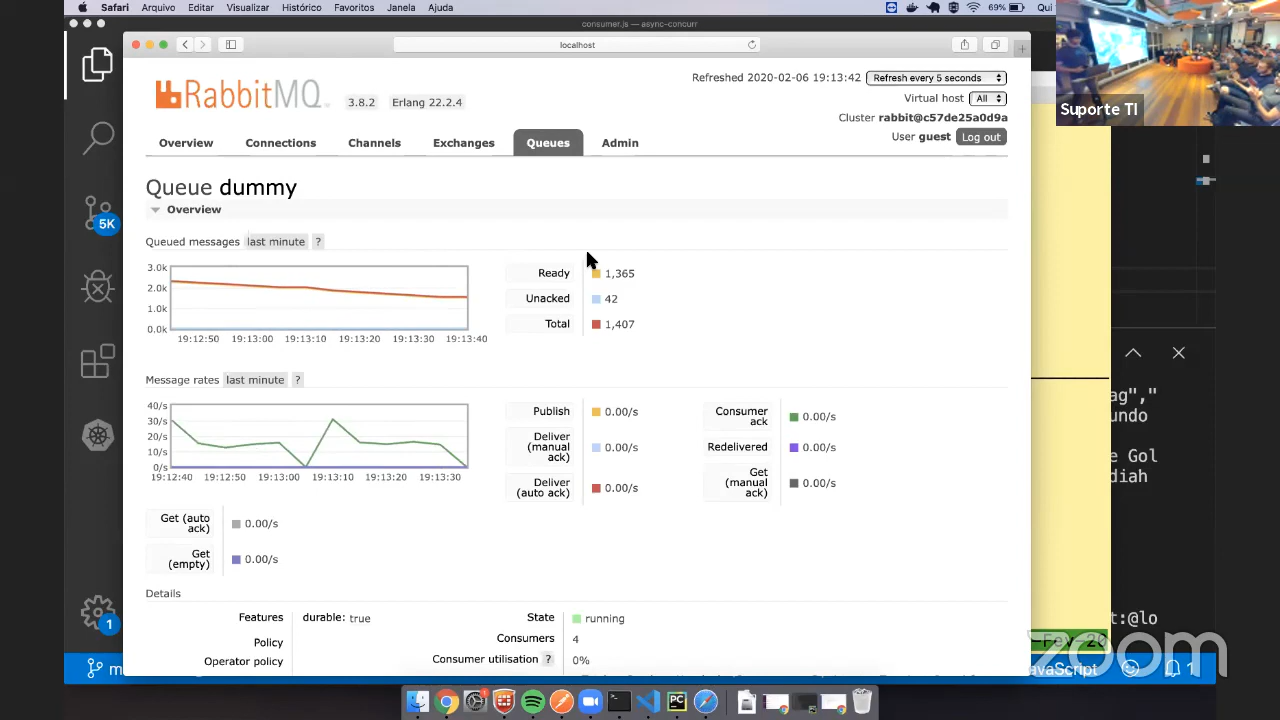 Safari Arquivo Editar Visualizar Histórico Favoritos Janela Ajuda 69% Qui
consumer.js — async-concurr
localhost
RabbitMQ 3.8.2 Erlang 22.2.4
Refreshed 2020-02-06 19:13:42 Refresh every 5 seconds
Virtual host All
Cluster rabbit@c57de25a0d9a
User guest Log out
Suporte TI
Overview Connections Channels Exchanges Queues Admin
Queue dummy
Overview
5K
Queued messages last minute ?
3.0k
2.0k
1.0k
0.0k
19:12:50 19:13:00 19:13:10 19:13:20 19:13:30 19:13:40
Ready 1,365
Unacked 42
Total 1,407
Message rates last minute ?
40/s
30/s
20/s
10/s
0/s
19:12:40 19:12:50 19:13:00 19:13:10 19:13:20 19:13:30
Publish 0.00/s
Deliver (manual ack) 0.00/s
Deliver (auto ack) 0.00/s
Consumer ack 0.00/s
Redelivered 0.00/s
Get (manual ack) 0.00/s
Get (auto ack) 0.00/s
Get (empty) 0.00/s
ag","
undo
e Gol
diah
Details
Features durable: true
Policy
Operator policy
State running
Consumers 4
Consumer utilisation ? 0%
1
t:@lo
-Fev-20
zoom
m
JavaScript
1
PC